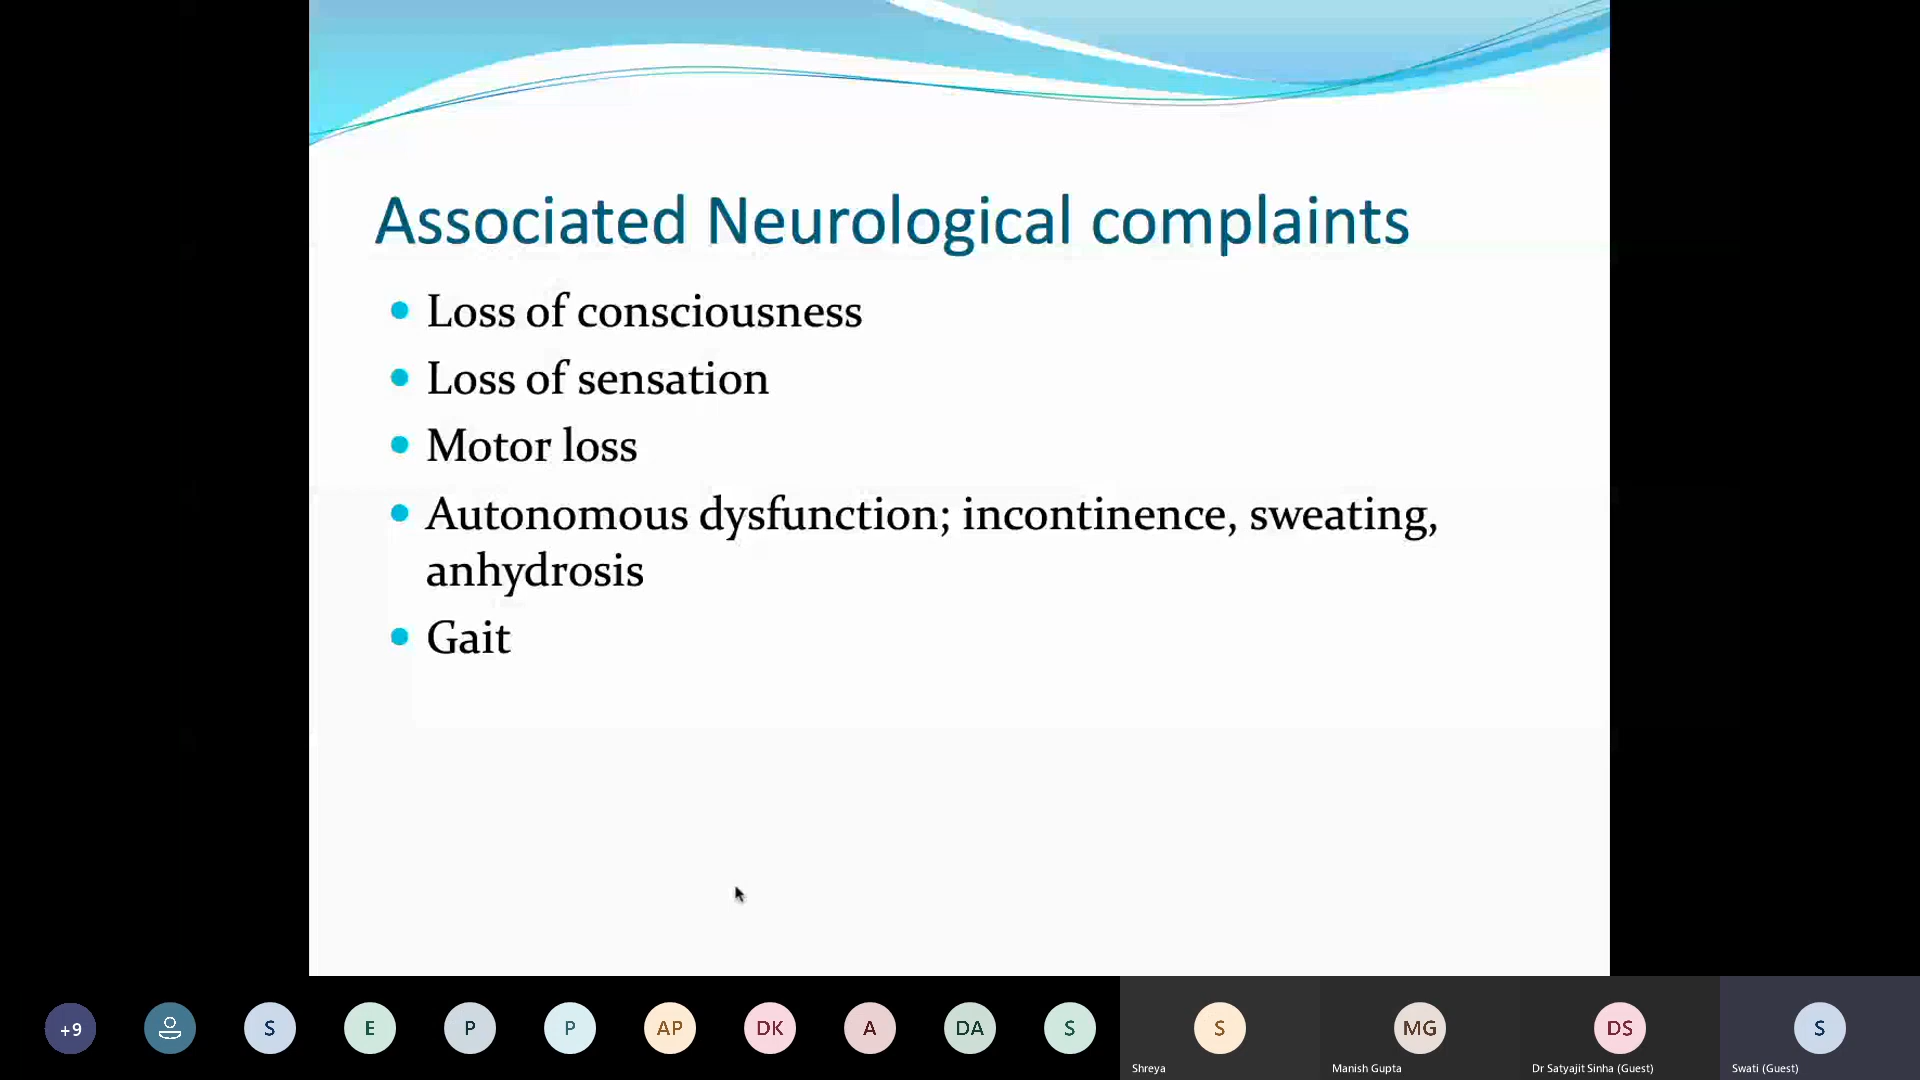 Associated Neurological complaints
Loss of consciousness
Loss of sensation
Motor loss
Autonomous dysfunction; incontinence, sweating,
anhydrosis
Gait
+9
S
E
P
P
AP
DK
A
DA
S
S
MG
DS
S
Shreya
Manish Gupta
Dr Satyajit Sinha (Guest)
Swati (Guest)